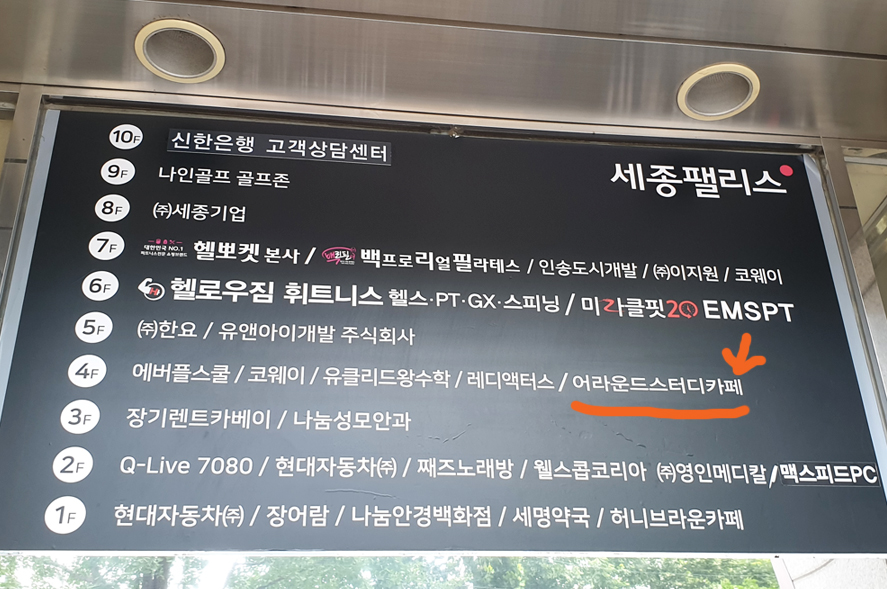 세종팰리스
10F 신한은행 고객상담센터
9F 나인골프 골프존
8F ㈜세종기업
7F 대한민국 NO.1 헬뽀켓 본사 / 백프로리얼필라테스 / 인송도시개발 / ㈜이지원 / 코웨이
6F 헬로우짐 휘트니스 헬스·PT·GX·스피닝 / 미라클핏20 EMSPT
5F ㈜한요 / 유앤아이개발 주식회사
4F 에버플스쿨 / 코웨이 / 유클리드왕수학 / 레디액터스 / 어라운드스터디카페
3F 장기렌트카베이 / 나눔성모안과
2F Q-Live 7080 / 현대자동차㈜ / 째즈노래방 / 웰스콥코리아 ㈜영인메디칼 / 맥스피드PC
1F 현대자동차㈜ / 장어람 / 나눔안경백화점 / 세명약국 / 허니브라운카페